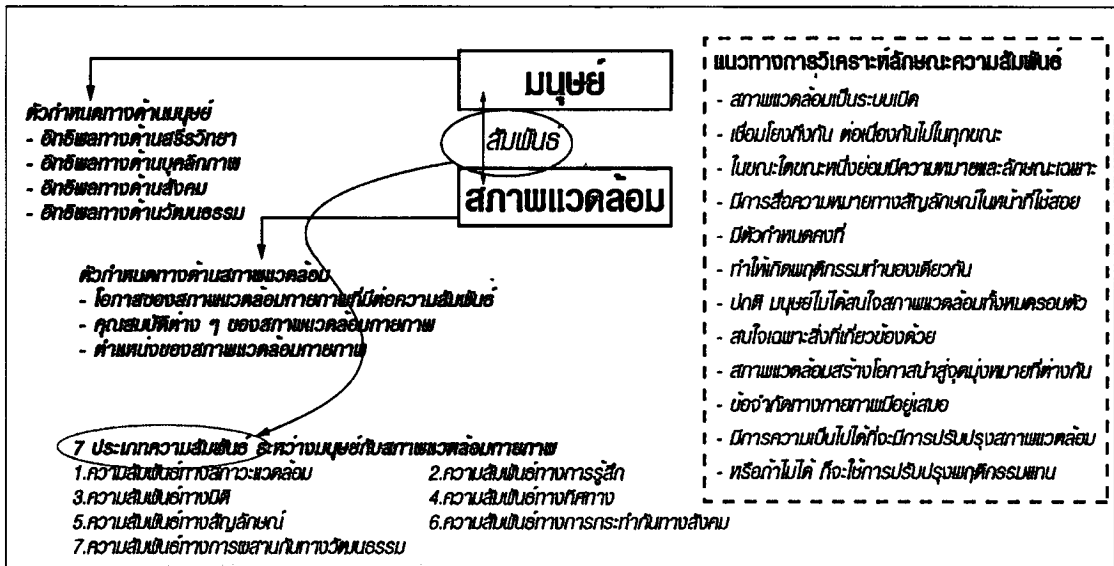 มนุษย์
สัมพันธ์
สภาพแวดล้อม
ตัวกำหนดทางด้านมนุษย์
- อิทธิพลทางด้านสรีรวิทยา
- อิทธิพลทางด้านบุคลิกภาพ
- อิทธิพลทางด้านสังคม
- อิทธิพลทางด้านวัฒนธรรม
ตัวกำหนดทางด้านสภาพแวดล้อม
- โอกาสของสภาพแวดล้อมกายภาพที่มีต่อความสัมพันธ์
- คุณสมบัติต่าง ๆ ของสภาพแวดล้อมกายภาพ
- ตำแหน่งของสภาพแวดล้อมกายภาพ
7 ประเภทความสัมพันธ์ ระหว่างมนุษย์กับสภาพแวดล้อมกายภาพ
1.ความสัมพันธ์ทางสภาวะแวดล้อม 2.ความสัมพันธ์ทางการรู้สึก
3.ความสัมพันธ์ทางมิติ 4.ความสัมพันธ์ทางทิศทาง
5.ความสัมพันธ์ทางสัญลักษณ์ 6.ความสัมพันธ์ทางการกระทำกันทางสังคม
7.ความสัมพันธ์ทางการผสานกันทางวัฒนธรรม
แนวทางการวิเคราะห์ลักษณะความสัมพันธ์
- สภาพแวดล้อมเป็นระบบเปิด
- เชื่อมโยงถึงกัน ต่อเนื่องกันไปในทุกขณะ
- ในขณะใดขณะหนึ่งย่อมมีความหมายและลักษณะเฉพาะ
- มีการสื่อความหมายทางสัญลักษณ์ในหน้าที่ใช้สอย
- มีตัวกำหนดคงที่
- ทำให้เกิดพฤติกรรมทำนองเดียวกัน
- ปกติ มนุษย์ไม่ได้สนใจสภาพแวดล้อมทั้งหมดรอบตัว
- สนใจเฉพาะสิ่งที่เกี่ยวข้องด้วย
- สภาพแวดล้อมสร้างโอกาสนำสู่จุดมุ่งหมายที่ต่างกัน
- ข้อจำกัดทางกายภาพมีอยู่เสมอ
- มีการความเป็นไปได้ที่จะมีการปรับปรุงสภาพแวดล้อม
- หรือถ้าไม่ได้ ก็จะใช้การปรับปรุงพฤติกรรมแทน